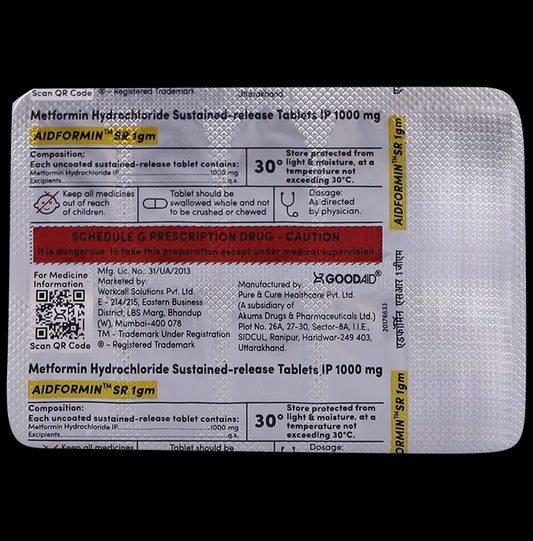 Scan QR Code
® - Registered Trademark
Uttarakhand.
Metformin Hydrochloride Sustained-release Tablets IP 1000 mg
AIDFORMIN™ SR 1gm
Composition:
Each uncoated sustained-release tablet contains:
Metformin Hydrochloride IP 1000 mg
Excipients q.s.
30°
Store protected from
light & moisture, at a
temperature not
exceeding 30°C.
Keep all medicines
out of reach
of children.
Tablet should be
swallowed whole and not
to be crushed or chewed
Dosage:
As directed
by physician.
SCHEDULE G PRESCRIPTION DRUG - CAUTION
It is dangerous to take this preparation except under medical supervision
For Medicine
Information
Scan QR Code
Mfg. Lic. No.: 31/UA/2013
Marketed by:
Workcell Solutions Pvt. Ltd.
E - 214/215, Eastern Business
District, LBS Marg, Bhandup
(W), Mumbai-400 078
TM - Trademark Under Registration
® - Registered Trademark
GOODAID®
Manufactured by:
Pure & Cure Healthcare Pvt. Ltd.
(A subsidiary of
Akums Drugs & Pharmaceuticals Ltd.)
Plot No. 26A, 27-30, Sector-8A, I.I.E.,
SIDCUL, Ranipur, Haridwar-249 403,
Uttarakhand.
20176633
AIDFORMIN™ SR 1gm
एडफॉर्मिन एसआर 1 जीएम
Metformin Hydrochloride Sustained-release Tablets IP 1000 mg
AIDFORMIN™ SR 1gm
Composition:
Each uncoated sustained-release tablet contains:
Metformin Hydrochloride IP 1000 mg
Excipients q.s.
30°
Store protected from
light & moisture, at a
temperature not
exceeding 30°C.
Keep all medicines
Tablet should be
Dosage:
AIDFORMIN™ SR 1gm